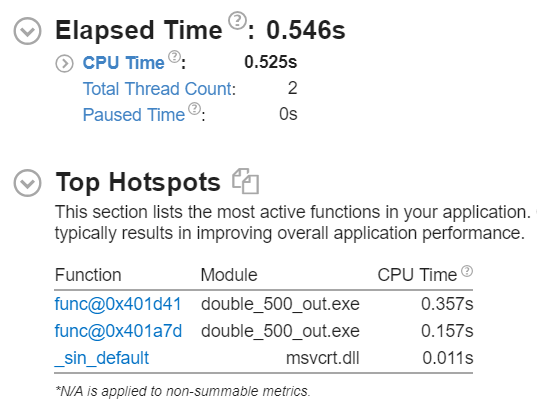 Elapsed Time ?: 0.546s
CPU Time ?: 0.525s
Total Thread Count: 2
Paused Time ?: 0s
Top Hotspots
This section lists the most active functions in your application.
typically results in improving overall application performance.
Function Module CPU Time ?
func@0x401d41 double_500_out.exe 0.357s
func@0x401a7d double_500_out.exe 0.157s
_sin_default msvcrt.dll 0.011s
*N/A is applied to non-summable metrics.